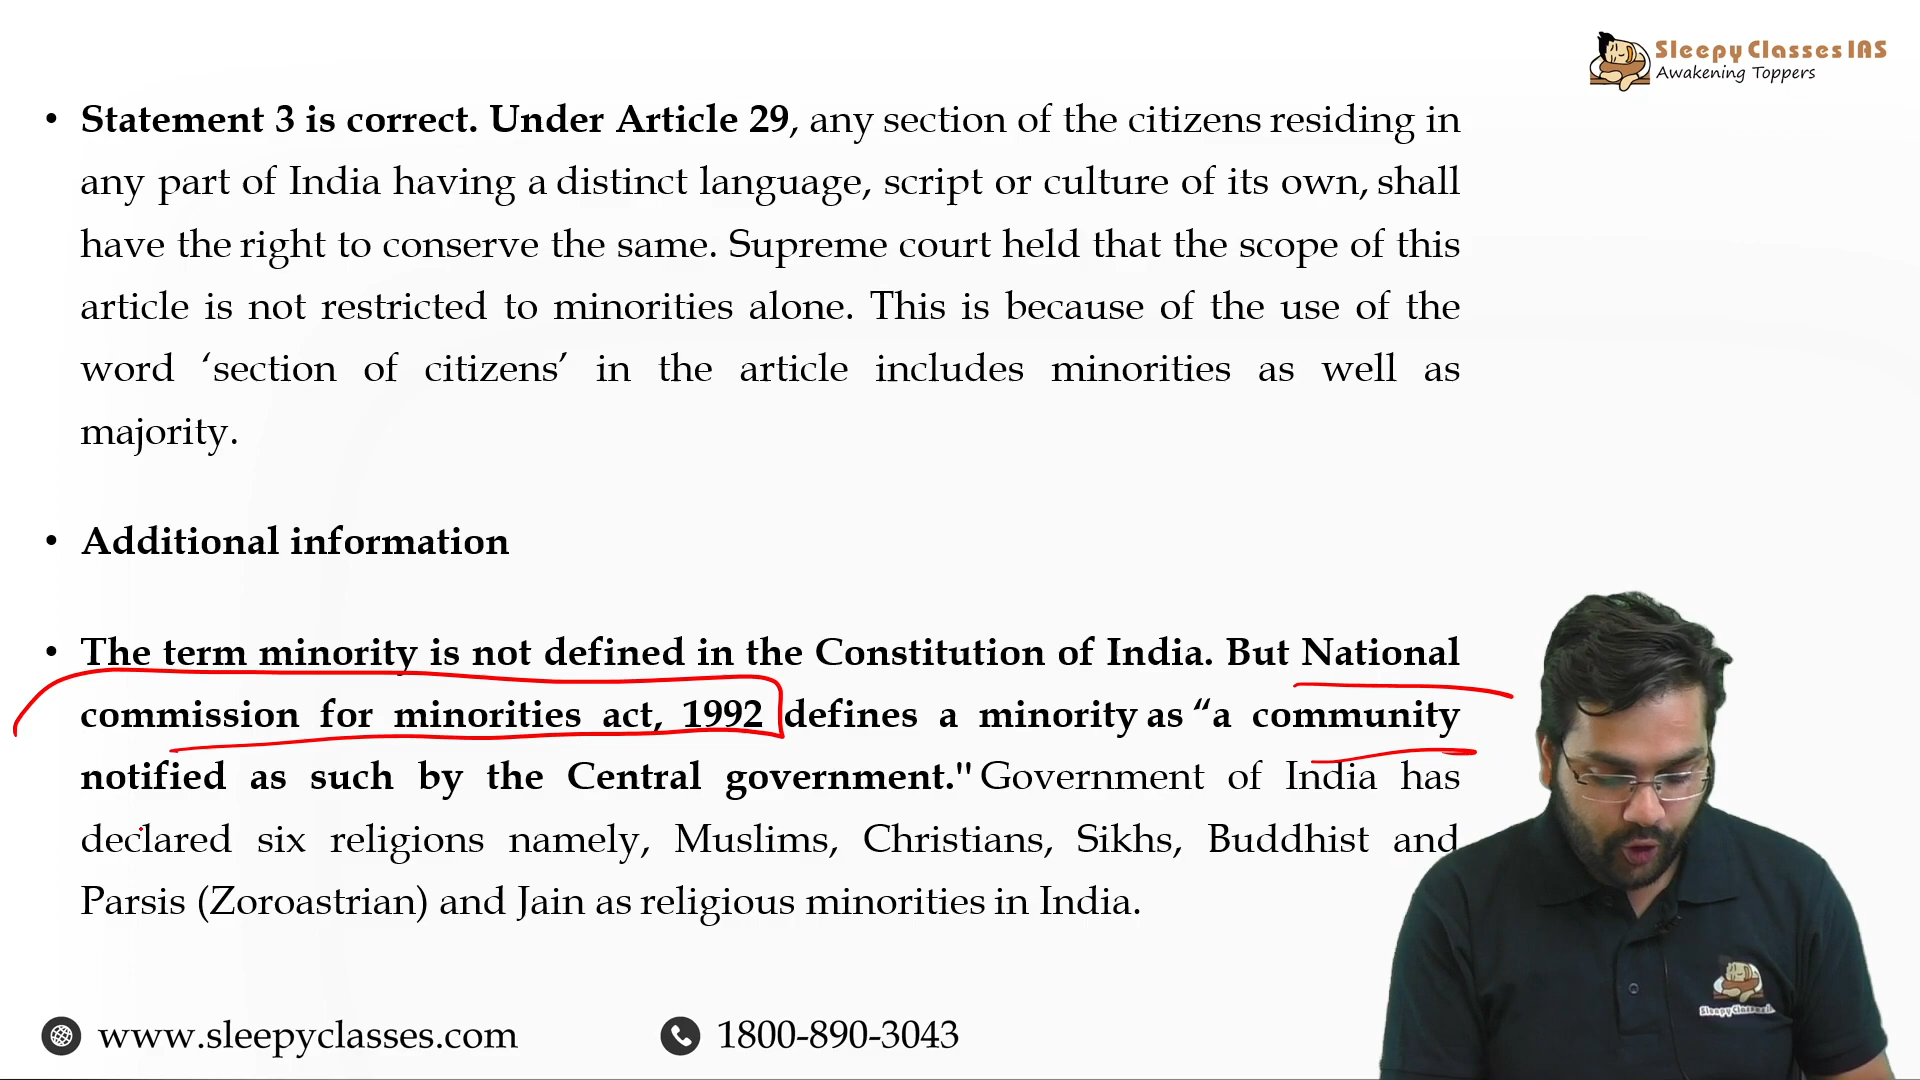 Sleepy Classes IAS
Awakening Toppers
• Statement 3 is correct. Under Article 29, any section of the citizens residing in
any part of India having a distinct language, script or culture of its own, shall
have the right to conserve the same. Supreme court held that the scope of this
article is not restricted to minorities alone. This is because of the use of the
word ‘section of citizens’ in the article includes minorities as well as
majority.
• Additional information
• The term minority is not defined in the Constitution of India. But National
commission for minorities act, 1992 defines a minority as “a community
notified as such by the Central government." Government of India has
declared six religions namely, Muslims, Christians, Sikhs, Buddhist and
Parsis (Zoroastrian) and Jain as religious minorities in India.
www.sleepyclasses.com
1800-890-3043